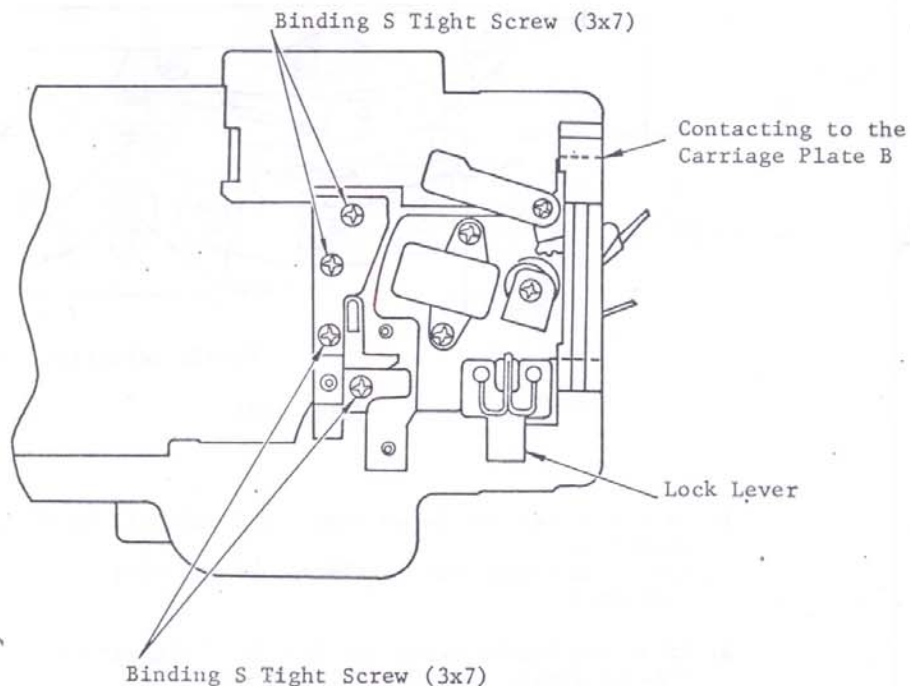 Binding S Tight Screw (3x7)
Contacting to the
Carriage Plate B
Lock Lever
Binding S Tight Screw (3x7)